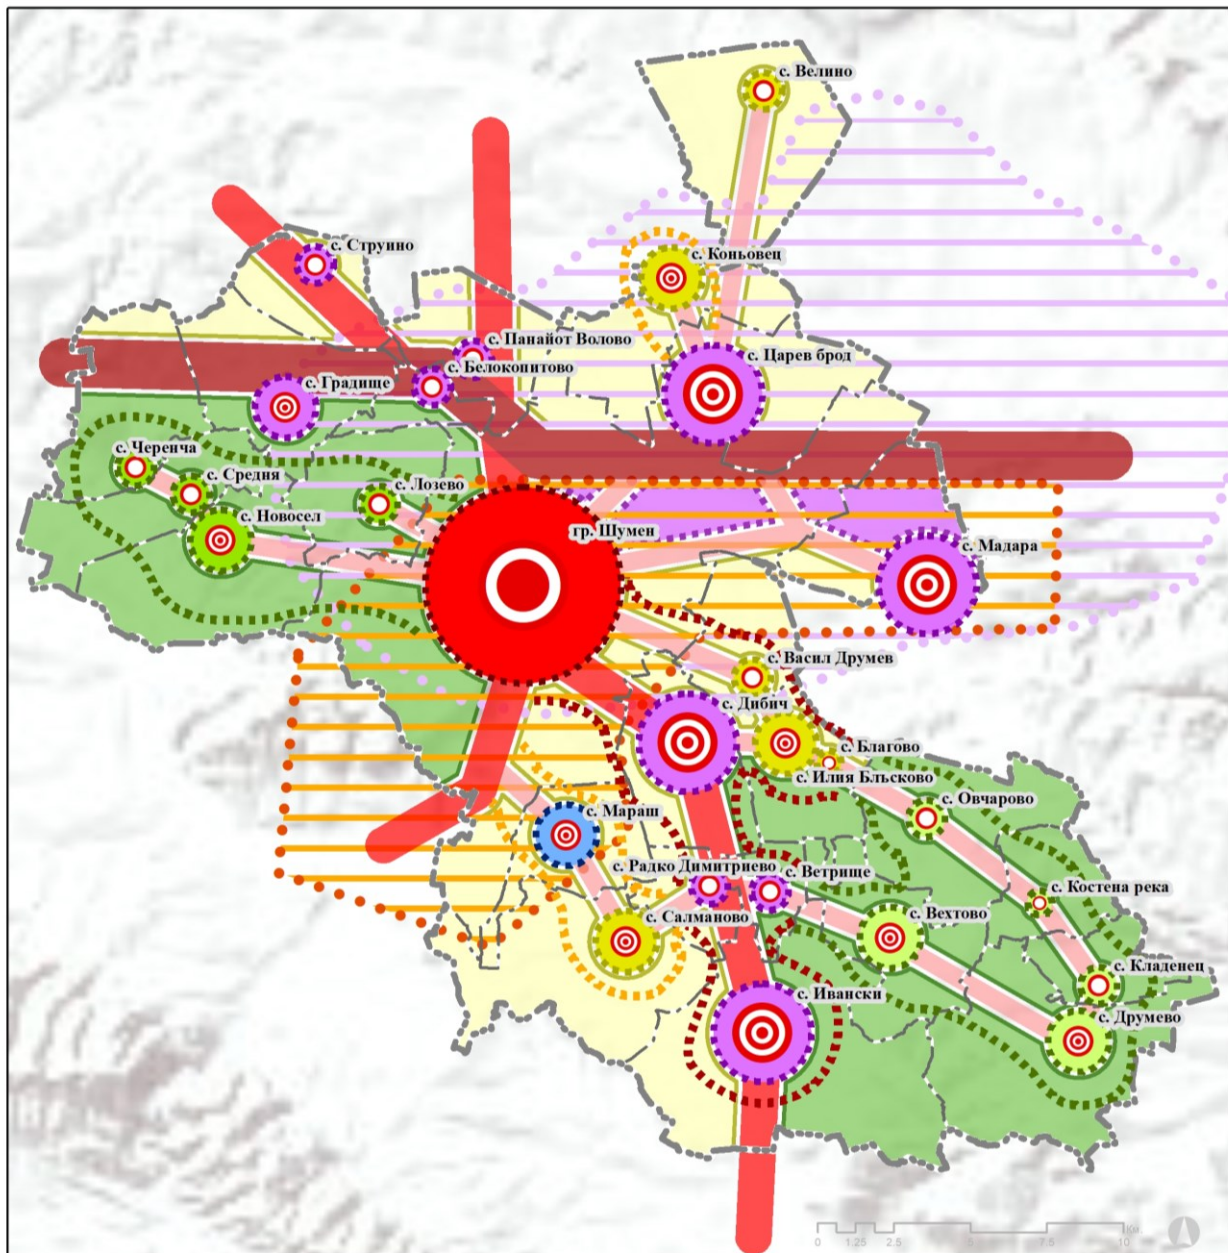 с. Велино
с. Струино
с. Коньовец
с. Панайот Волово
с. Царев брод
с. Белокопитово
с. Градище
с. Черенча
с. Средня
с. Лозево
с. Новосел
гр. Шумен
с. Мадара
с. Васил Друмев
с. Дибич
с. Благово
с. Илия Блъсково
с. Овчарово
с. Мараш
с. Радко Димитриево
с. Ветрище
с. Костена река
с. Салманово
с. Вехтово
с. Кладенец
с. Ивански
с. Друмево
Км
0 1.25 2.5 5 7.5 10